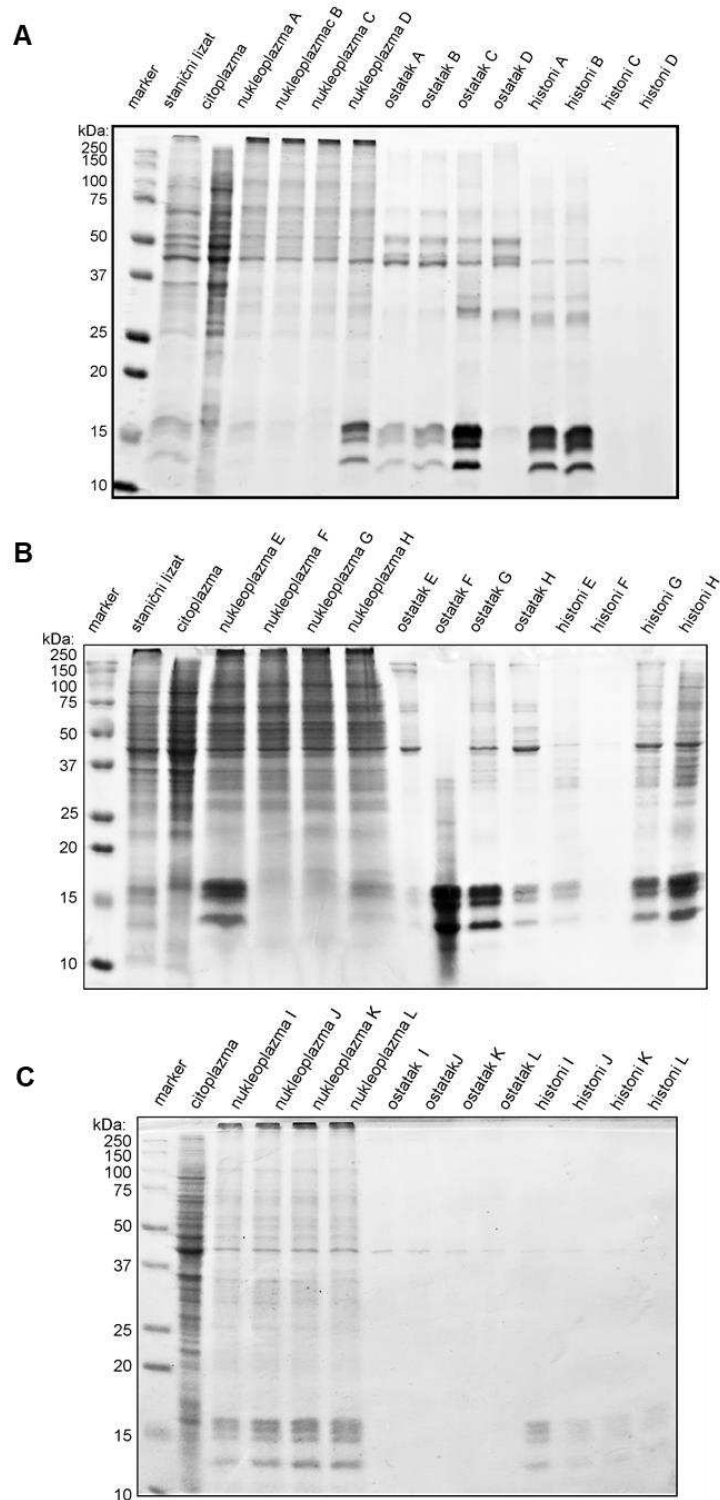 A
marker
stanični lizat
citoplazma
nukleoplazma A
nukleoplazmac B
nukleoplazma C
nukleoplazma D
ostatak A
ostatak B
ostatak C
ostatak D
histoni A
histoni B
histoni C
histoni D
kDa:
250
150
100
75
50
37
25
20
15
10
B
marker
stanični lizat
citoplazma
nukleoplazma E
nukleoplazma F
nukleoplazma G
nukleoplazma H
ostatak E
ostatak F
ostatak G
ostatak H
histoni E
histoni F
histoni G
histoni H
kDa:
250
150
100
75
50
37
25
20
15
10
C
marker
citoplazma
nukleoplazma I
nukleoplazma J
nukleoplazma K
nukleoplazma L
ostatak I
ostatakJ
ostatak K
ostatak L
histoni I
histoni J
histoni K
histoni L
kDa:
250
150
100
75
50
37
25
20
15
10